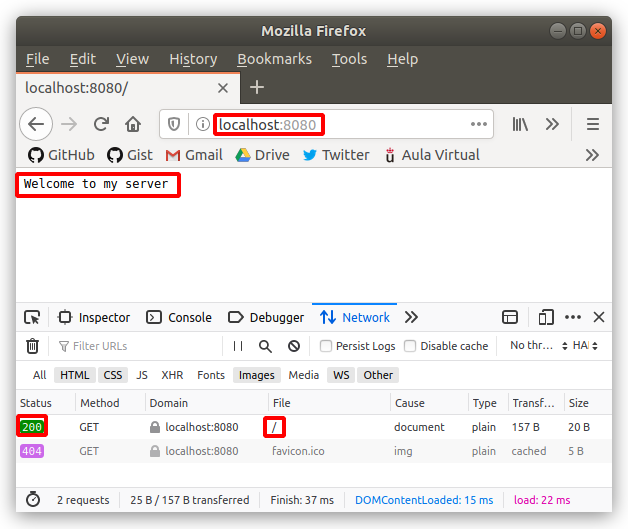 Mozilla Firefox
File Edit View History Bookmarks Tools Help
localhost:8080/
localhost:8080
GitHub Gist Gmail Drive Twitter Aula Virtual
Welcome to my server
Inspector Console Debugger Network
Filter URLs Persist Logs Disable cache No thr... HAI
All HTML CSS JS XHR Fonts Images Media WS Other
Status Method Domain File Cause Type Transf... Size
200 GET localhost:8080 / document plain 157 B 20 B
404 GET localhost:8080 favicon.ico img plain cached 5 B
2 requests 25 B / 157 B transferred Finish: 37 ms DOMContentLoaded: 15 ms load: 22 ms